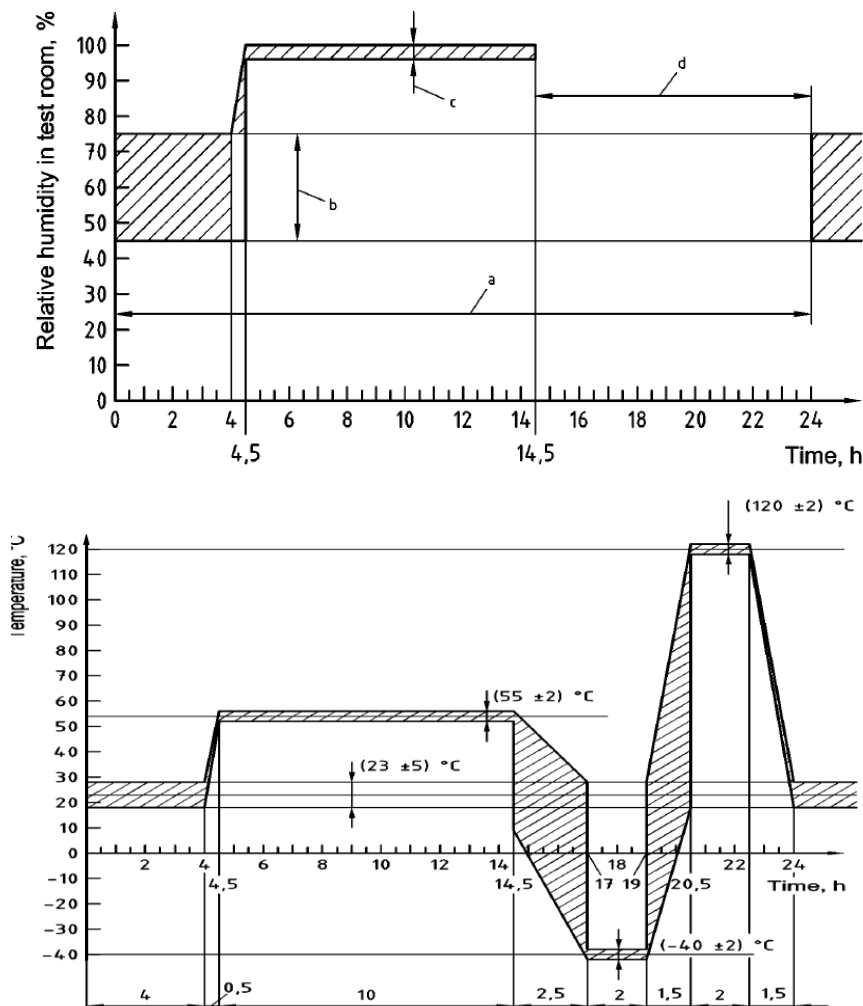 Relative humidity in test room, %
100
90
80
70
60
50
40
30
20
10
0
c
d
b
a
0 2 4 6 8 10 12 14 16 18 20 22 24
4,5 14,5 Time, h
Temperature, °C
(120 ±2) °C
120
110
100
90
80
70
60
50
40
30
20
10
0
-10
-20
-30
-40
(55 ±2) °C
(23 ±5) °C
2 4 6 8 10 12 14 18 22 24
4,5 14,5 17 19 20,5 Time, h
(-40 ±2) °C
4 0,5 10 2,5 2 1,5 2 1,5